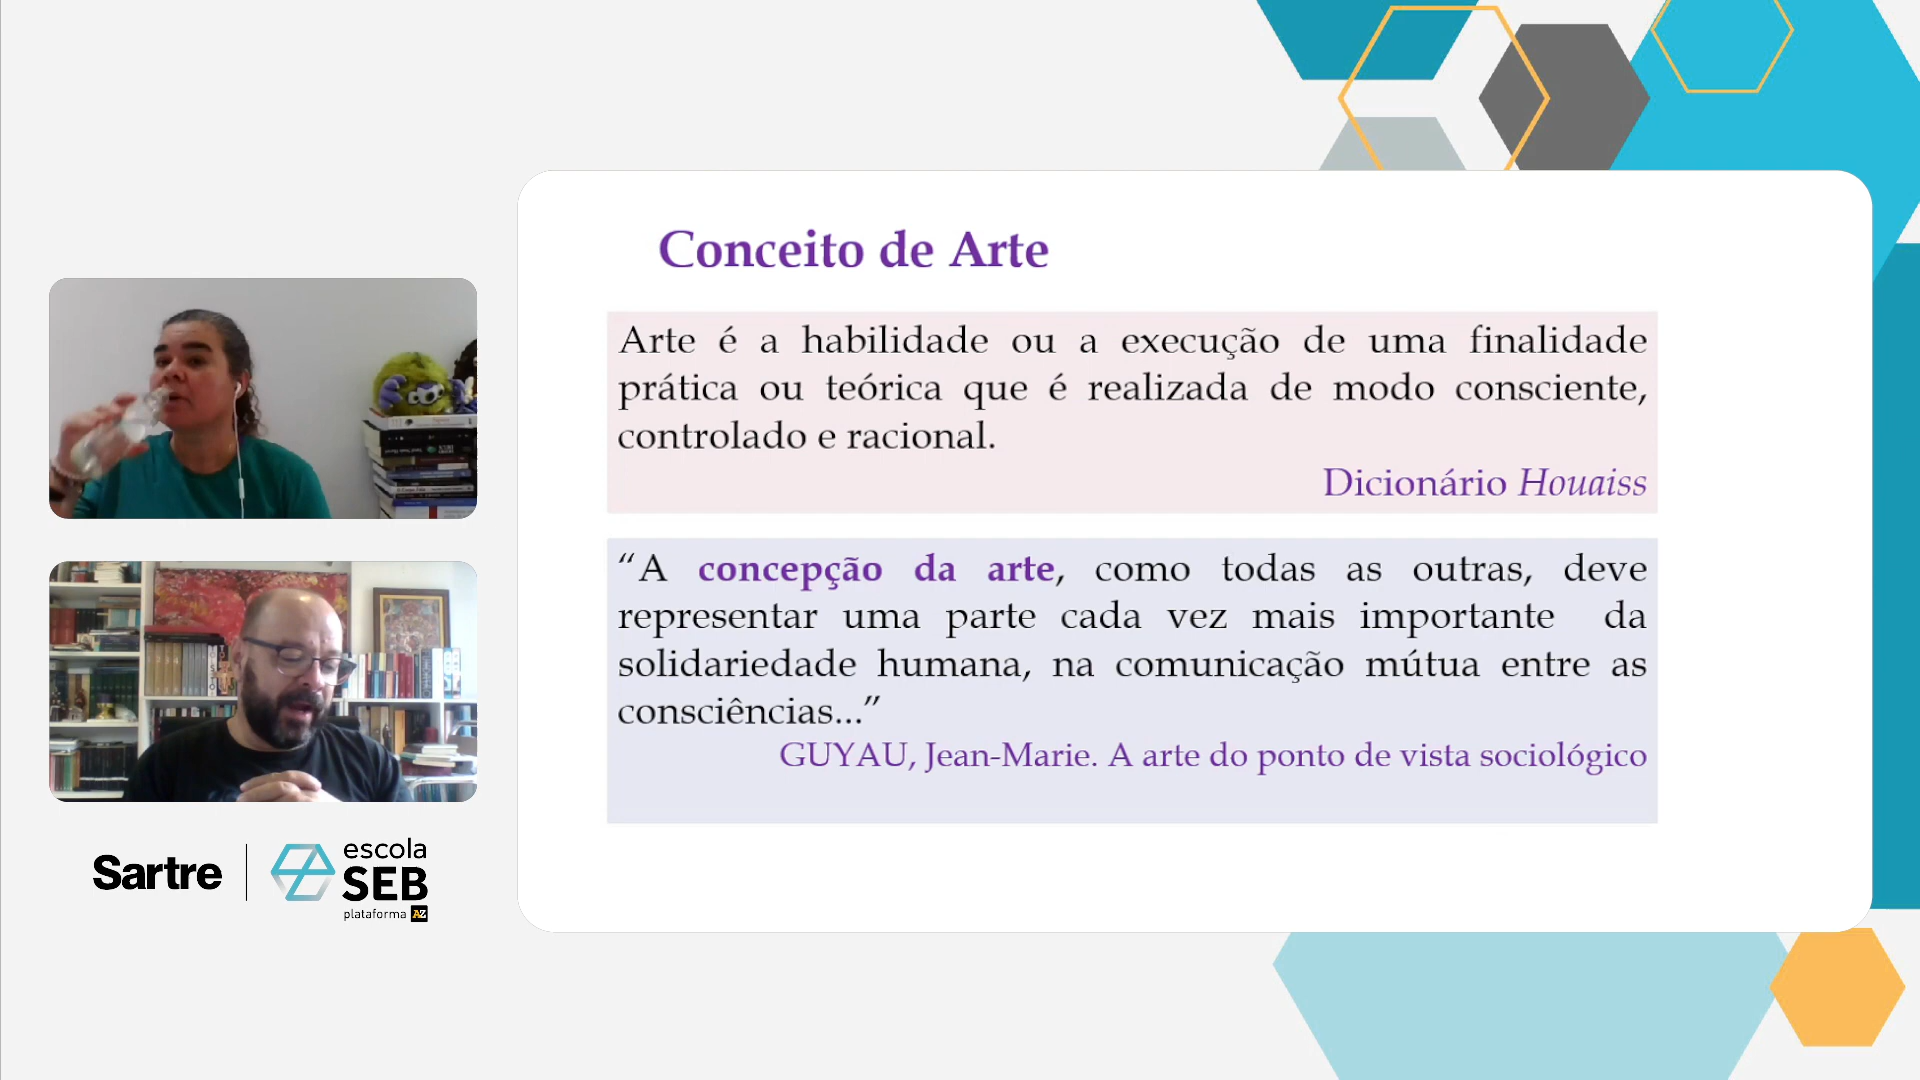 Conceito de Arte
Arte é a habilidade ou a execução de uma finalidade
prática ou teórica que é realizada de modo consciente,
controlado e racional.
Dicionário Houaiss
“A concepção da arte, como todas as outras, deve
representar uma parte cada vez mais importante da
solidariedade humana, na comunicação mútua entre as
consciências...”
GUYAU, Jean-Marie. A arte do ponto de vista sociológico
Sartre
escola
SEB
plataforma AZ